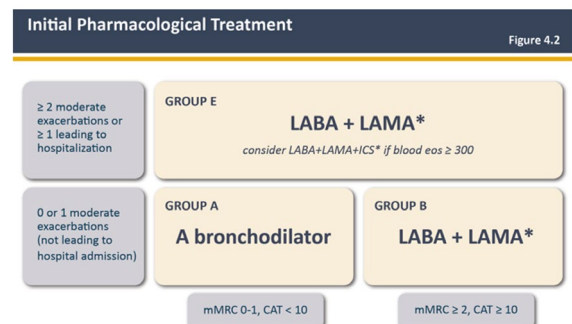 Initial Pharmacological Treatment
Figure 4.2
≥ 2 moderate
exacerbations or
≥ 1 leading to
hospitalization
GROUP E
LABA + LAMA*
consider LABA+LAMA+ICS* if blood eos ≥ 300
0 or 1 moderate
exacerbations
(not leading to
hospital admission)
GROUP A
A bronchodilator
GROUP B
LABA + LAMA*
mMRC 0-1, CAT < 10
mMRC ≥ 2, CAT ≥ 10